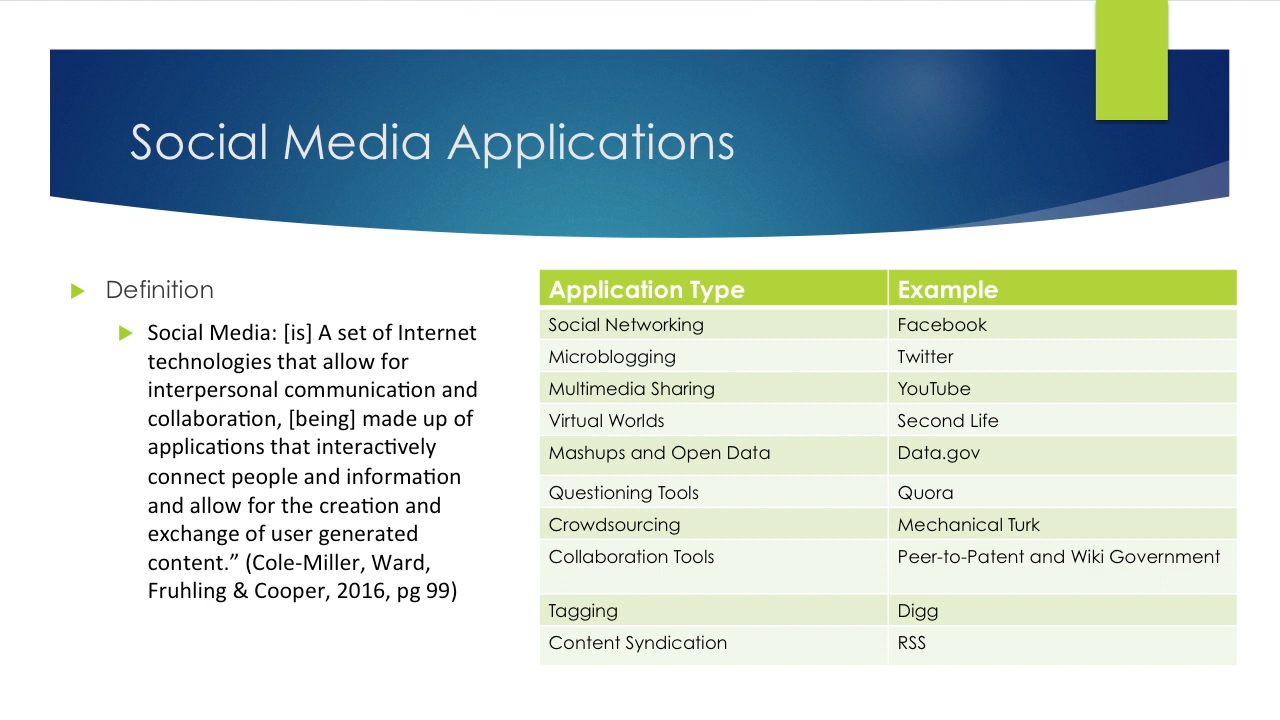 Social Media Applications
Definition
Social Media: [is] A set of Internet
technologies that allow for
interpersonal communication and
collaboration, [being] made up of
applications that interactively
connect people and information
and allow for the creation and
exchange of user generated
content.” (Cole-Miller, Ward,
Fruhling & Cooper, 2016, pg 99)
Application Type Example
Social Networking Facebook
Microblogging Twitter
Multimedia Sharing YouTube
Virtual Worlds Second Life
Mashups and Open Data Data.gov
Questioning Tools Quora
Crowdsourcing Mechanical Turk
Collaboration Tools Peer-to-Patent and Wiki Government
Tagging Digg
Content Syndication RSS